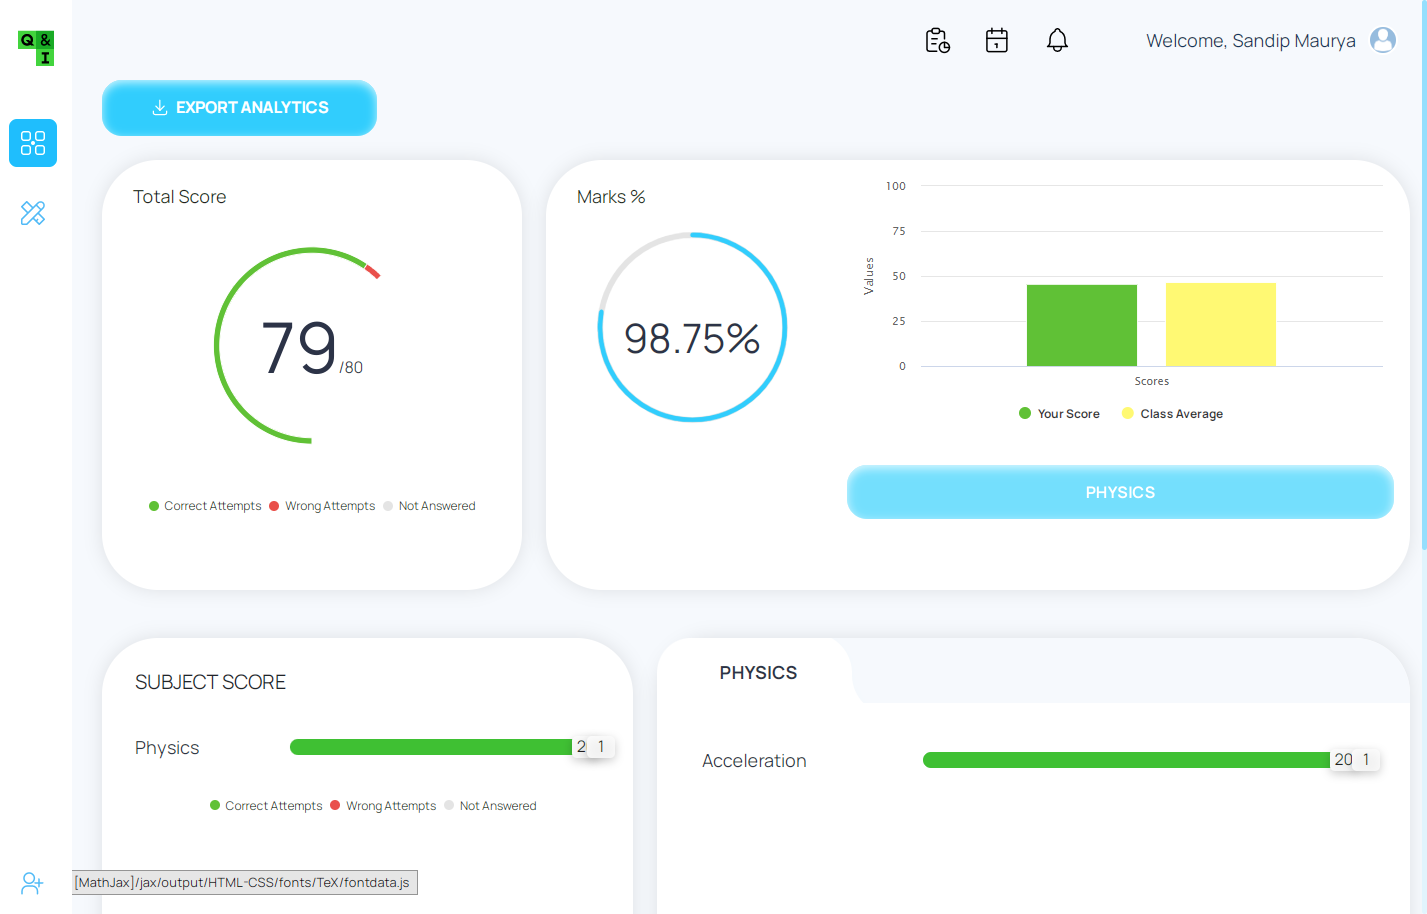 Q &
I
Welcome, Sandip Maurya
EXPORT ANALYTICS
Total Score
79/80
Correct Attempts Wrong Attempts Not Answered
Marks %
98.75%
100
75
50
25
0
Values
Scores
Your Score Class Average
PHYSICS
SUBJECT SCORE
Physics 2 1
Correct Attempts Wrong Attempts Not Answered
PHYSICS
Acceleration 20 1
[MathJax]/jax/output/HTML-CSS/fonts/TeX/fontdata.js